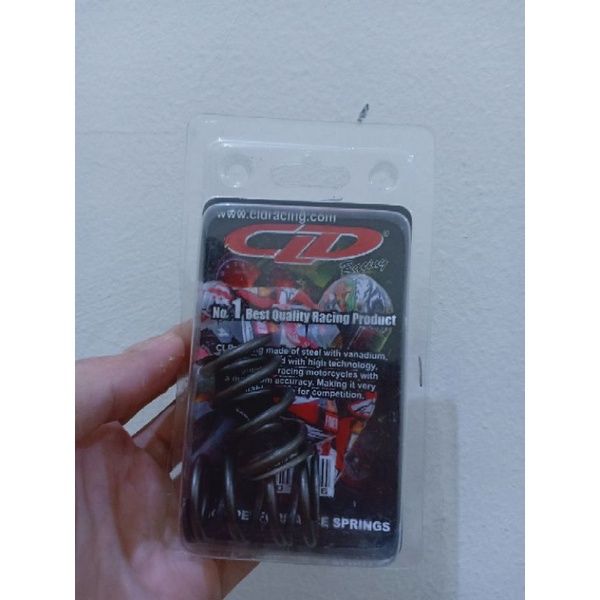 www.cldracing.com
CLD ®
Racing
No. 1 Best Quality Racing Product
made of steel with vanadium,
with high technology,
racing motorcycles with
accuracy. Making it very
for competition.
SPRINGS